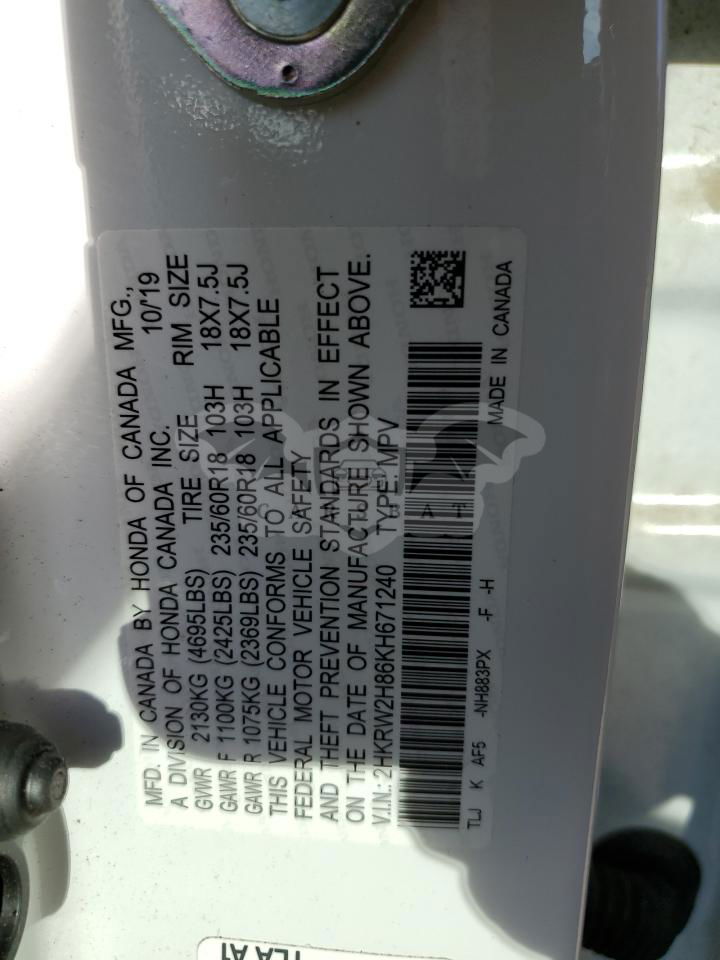 MFD. IN CANADA BY HONDA OF CANADA MFG.,
A DIVISION OF HONDA CANADA INC. 10/'19
GVWR 2130KG (4695LBS) TIRE SIZE RIM SIZE
GAWR F 1100KG (2425LBS) 235/60R18 103H 18X7.5J
GAWR R 1075KG (2369LBS) 235/60R18 103H 18X7.5J
THIS VEHICLE CONFORMS TO ALL APPLICABLE
FEDERAL MOTOR VEHICLE SAFETY
AND THEFT PREVENTION STANDARDS IN EFFECT
ON THE DATE OF MANUFACTURE SHOWN ABOVE.
V.I.N.: 2HKRW2H86KH671240 TYPE: MPV
TLJ K AF5 -NH883PX -F -H MADE IN CANADA